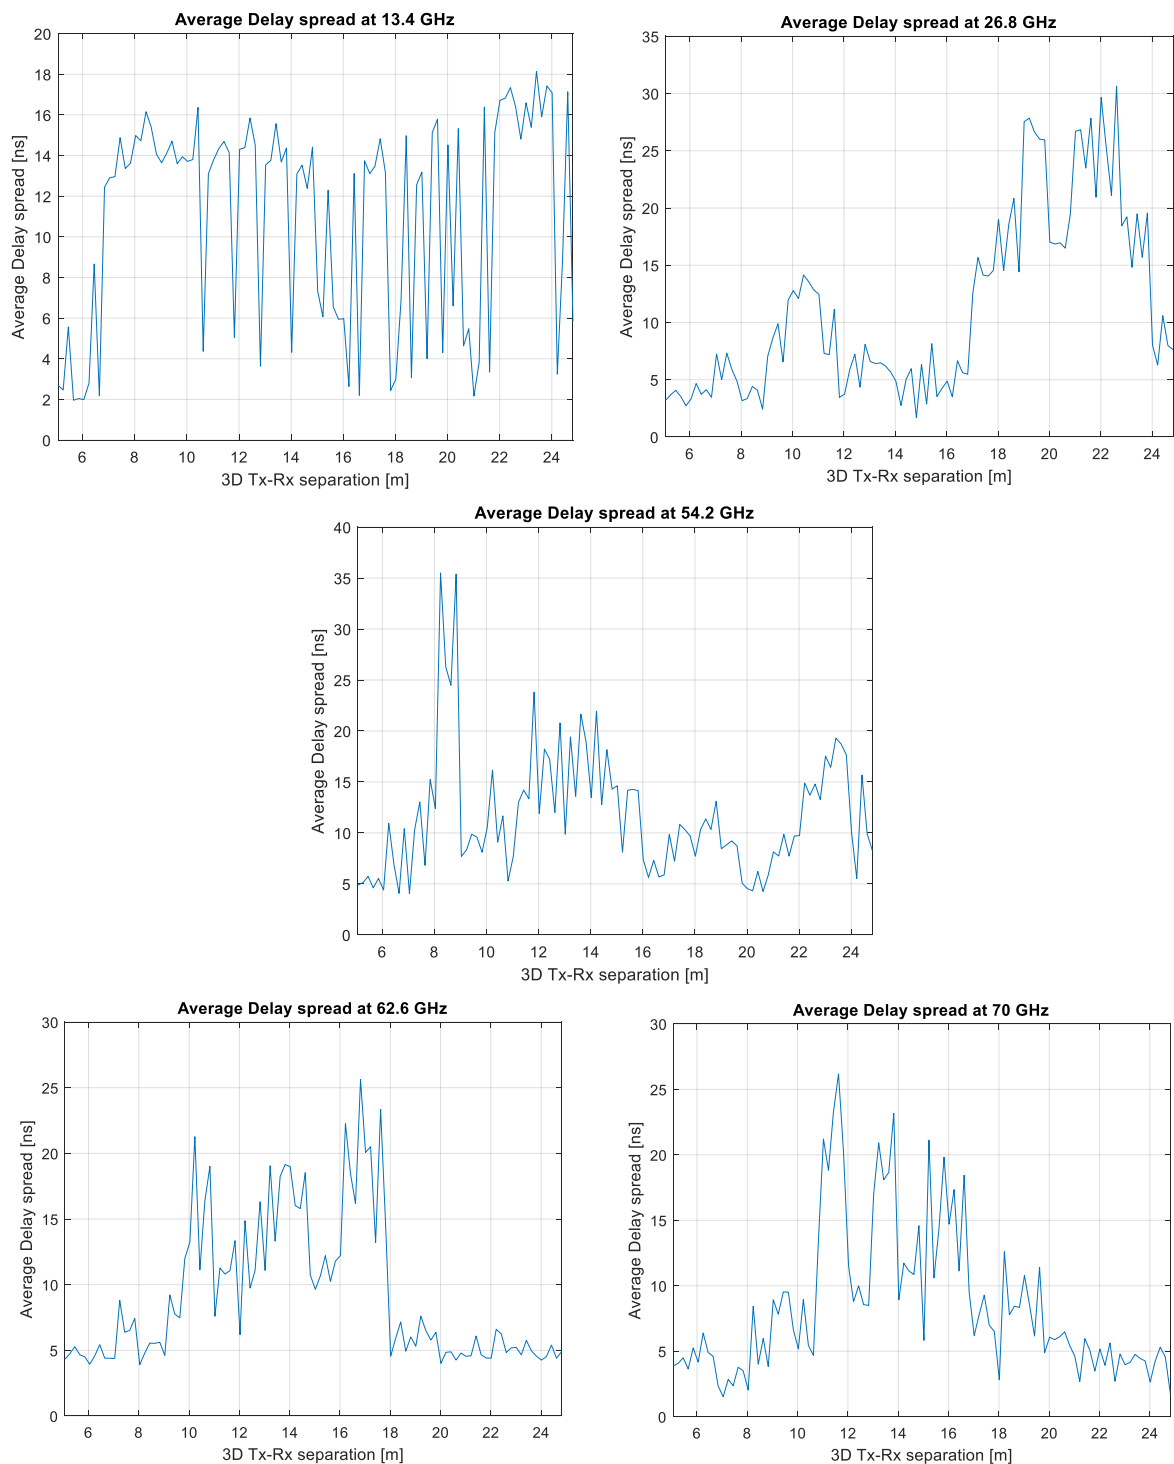 Average Delay spread at 13.4 GHz
20
18
16
14
12
10
8
6
4
2
0
Average Delay spread [ns]
6 8 10 12 14 16 18 20 22 24
3D Tx-Rx separation [m]
Average Delay spread at 26.8 GHz
35
30
25
20
15
10
5
0
Average Delay spread [ns]
6 8 10 12 14 16 18 20 22 24
3D Tx-Rx separation [m]
Average Delay spread at 54.2 GHz
40
35
30
25
20
15
10
5
0
Average Delay spread [ns]
6 8 10 12 14 16 18 20 22 24
3D Tx-Rx separation [m]
Average Delay spread at 62.6 GHz
30
25
20
15
10
5
0
Average Delay spread [ns]
6 8 10 12 14 16 18 20 22 24
3D Tx-Rx separation [m]
Average Delay spread at 70 GHz
30
25
20
15
10
5
0
Average Delay spread [ns]
6 8 10 12 14 16 18 20 22 24
3D Tx-Rx separation [m]